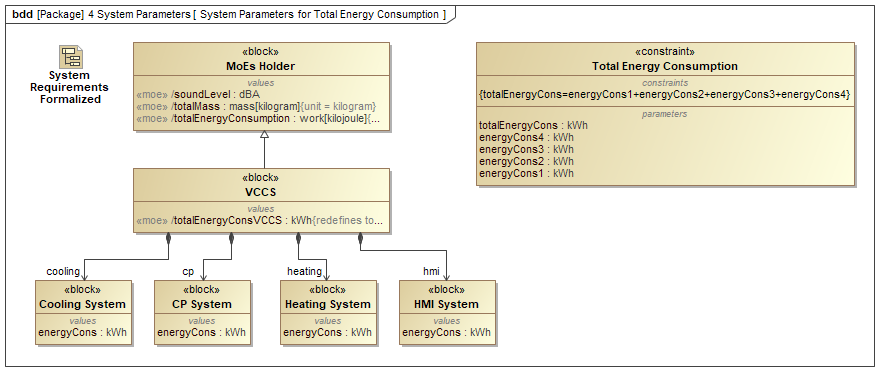 bdd [Package] 4 System Parameters [ System Parameters for Total Energy Consumption ]
System
Requirements
Formalized
«block»
MoEs Holder
values
«moe» /soundLevel : dBA
«moe» /totalMass : mass[kilogram]{unit = kilogram}
«moe» /totalEnergyConsumption : work[kilojoule]{...
«constraint»
Total Energy Consumption
constraints
{totalEnergyCons=energyCons1+energyCons2+energyCons3+energyCons4}
parameters
totalEnergyCons : kWh
energyCons4 : kWh
energyCons3 : kWh
energyCons2 : kWh
energyCons1 : kWh
«block»
VCCS
values
«moe» /totalEnergyConsVCCS : kWh{redefines to...
cooling
cp
heating
hmi
«block»
Cooling System
values
energyCons : kWh
«block»
CP System
values
energyCons : kWh
«block»
Heating System
values
energyCons : kWh
«block»
HMI System
values
energyCons : kWh